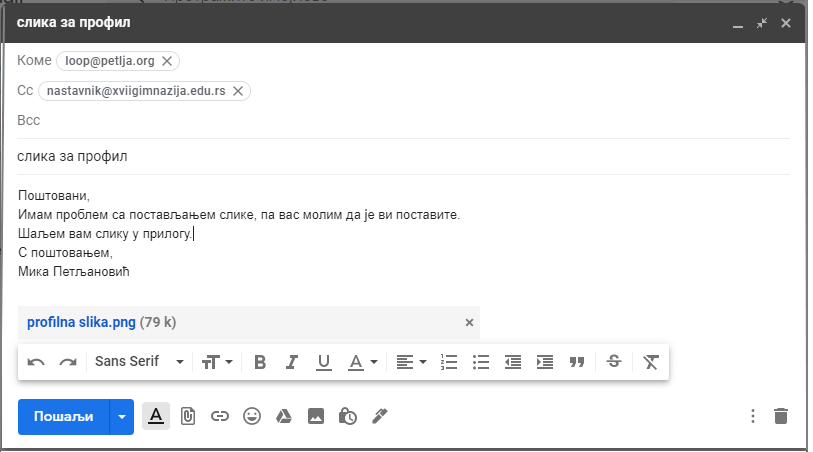 слика за профил
Коме loop@petlja.org
Cc nastavnik@xviigimnazija.edu.rs
Bcc
слика за профил
Поштовани,
Имам проблем са постављањем слике, па вас молим да је ви поставите.
Шаљем вам слику у прилогу.
С поштовањем,
Мика Петљановић
profilna slika.png (79 k)
Sans Serif
Пошаљи